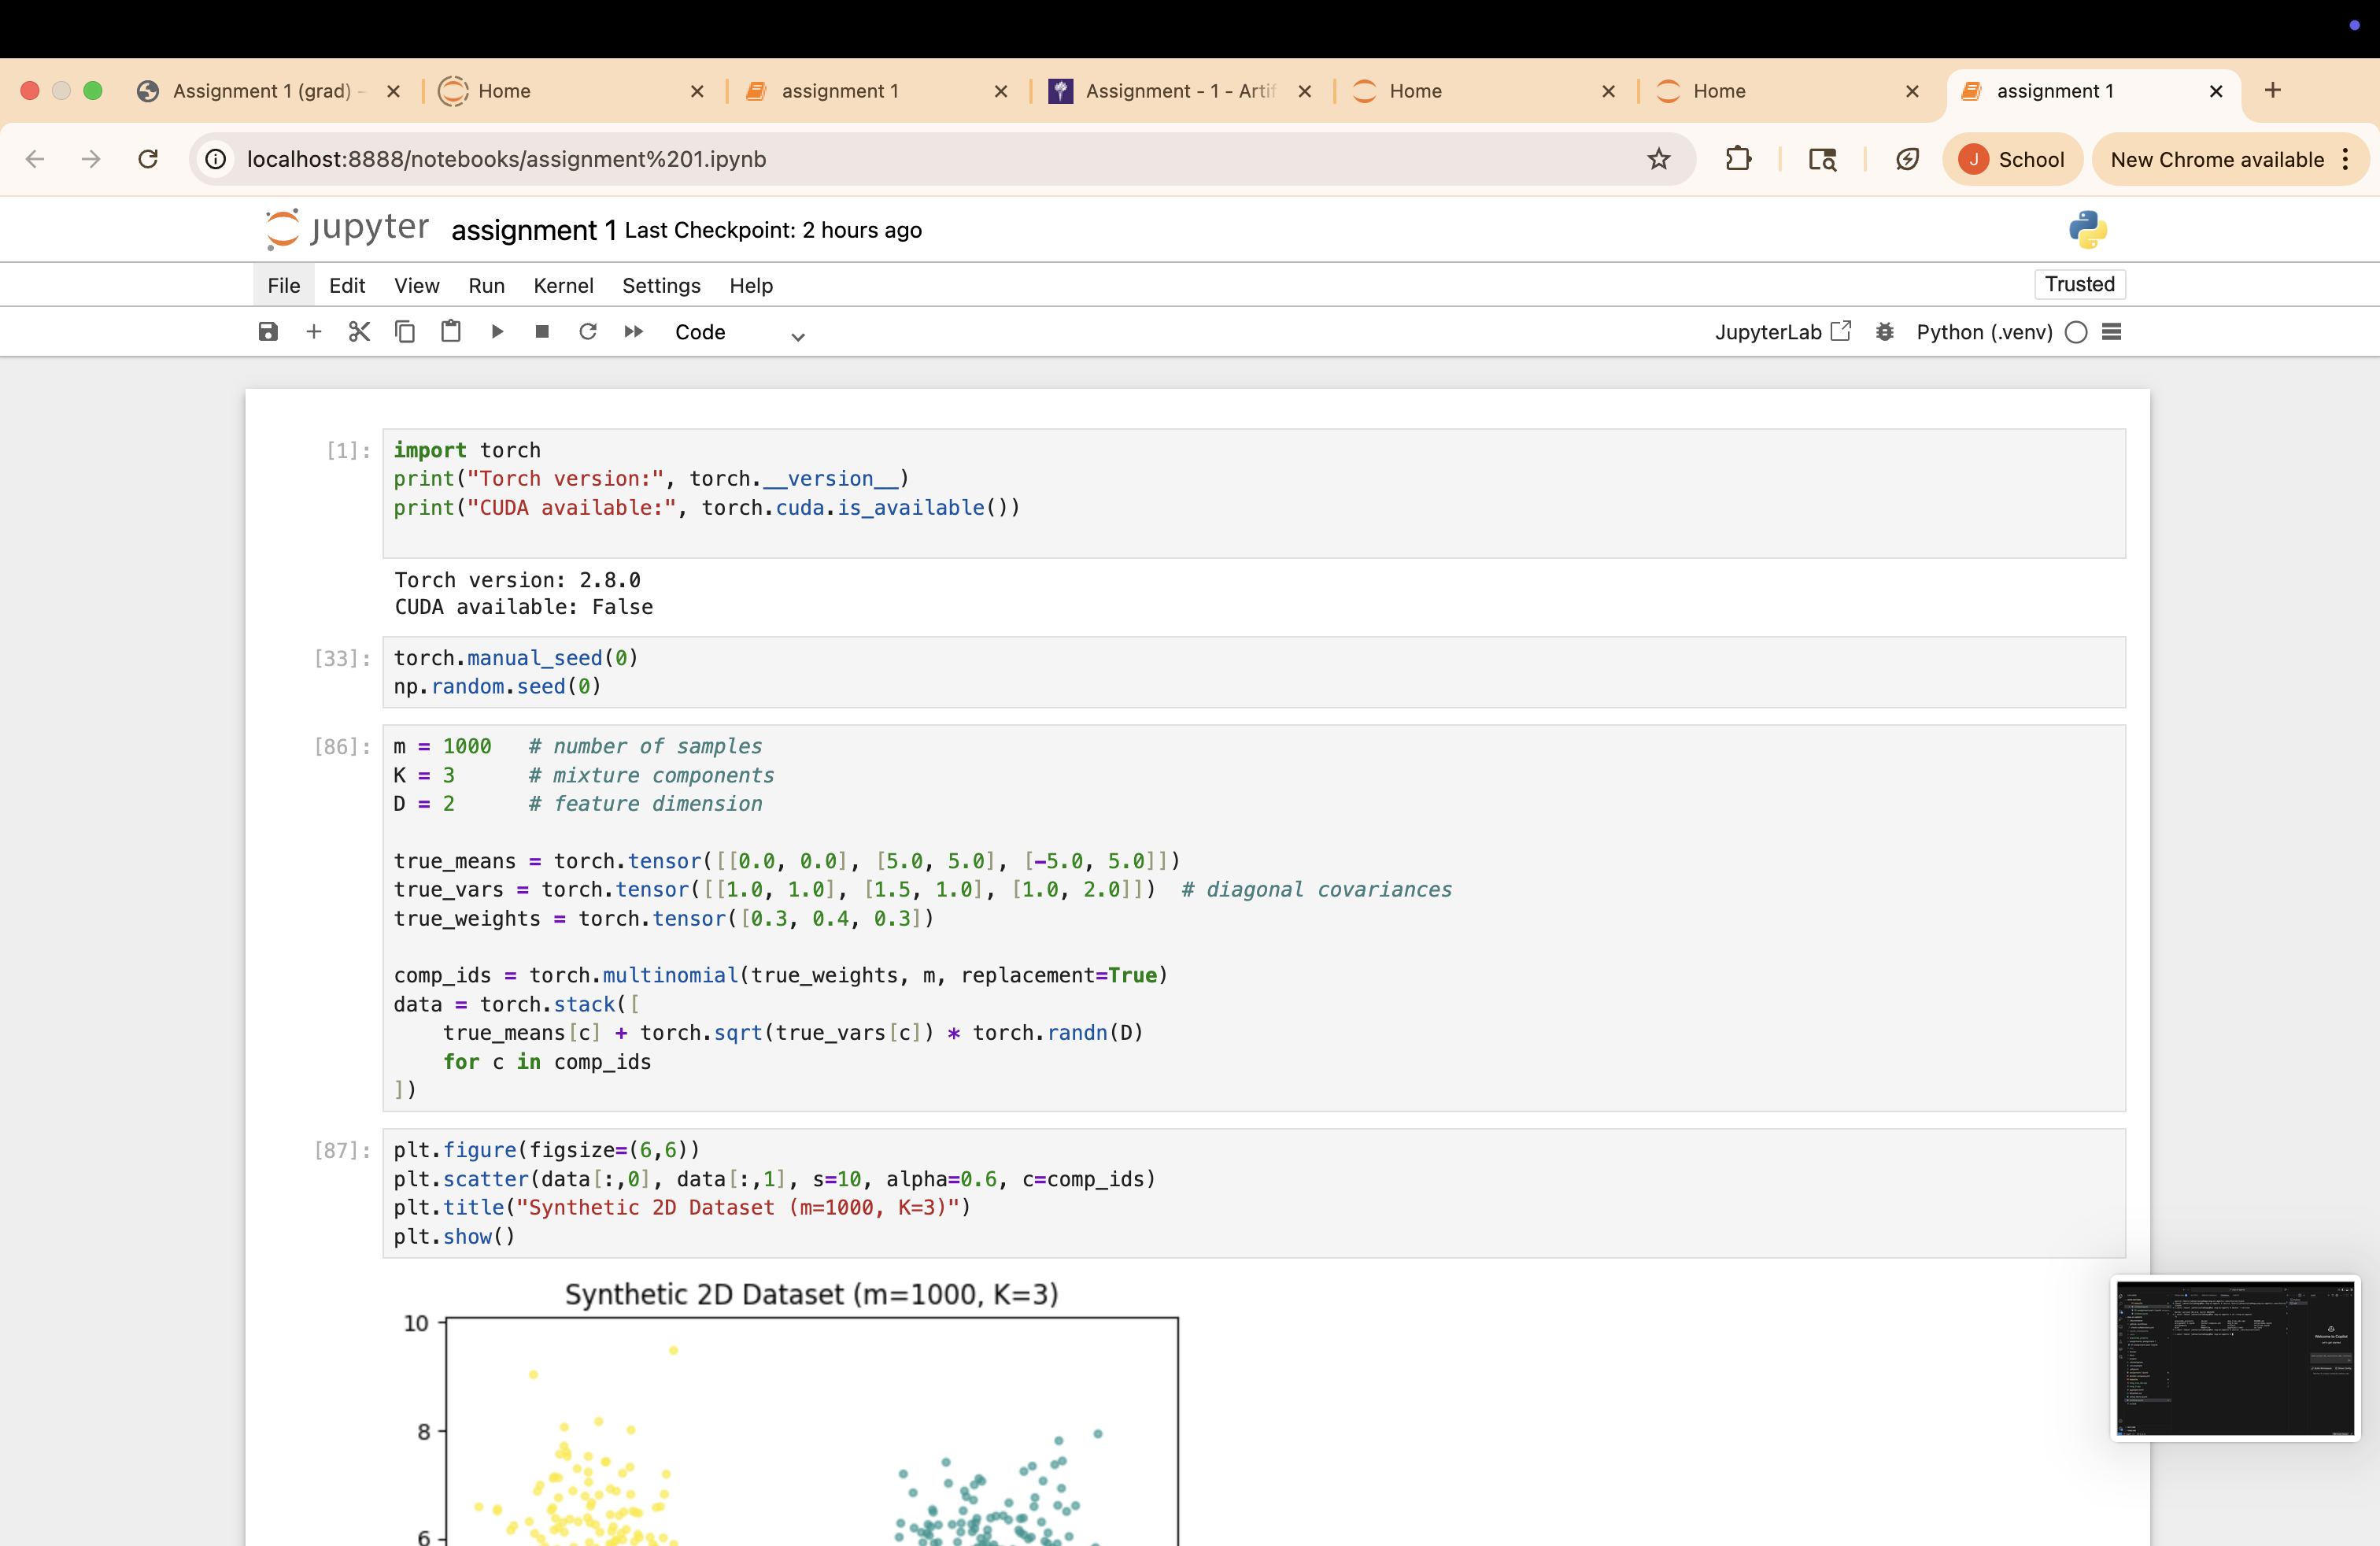 Assignment 1 (grad) -
Home
assignment 1
Assignment - 1 - Artif
Home
Home
assignment 1
localhost:8888/notebooks/assignment%201.ipynb
J
School
New Chrome available
jupyter
assignment 1 Last Checkpoint: 2 hours ago
File Edit View Run Kernel Settings Help
Trusted
Code
JupyterLab
Python (.venv)
[1]:
import torch
print("Torch version:", torch.__version__)
print("CUDA available:", torch.cuda.is_available())
Torch version: 2.8.0
CUDA available: False
[33]:
torch.manual_seed(0)
np.random.seed(0)
[86]:
m = 1000   # number of samples
K = 3      # mixture components
D = 2      # feature dimension
true_means = torch.tensor([[0.0, 0.0], [5.0, 5.0], [-5.0, 5.0]])
true_vars = torch.tensor([[1.0, 1.0], [1.5, 1.0], [1.0, 2.0]])  # diagonal covariances
true_weights = torch.tensor([0.3, 0.4, 0.3])
comp_ids = torch.multinomial(true_weights, m, replacement=True)
data = torch.stack([
    true_means[c] + torch.sqrt(true_vars[c]) * torch.randn(D)
    for c in comp_ids
])
[87]:
plt.figure(figsize=(6,6))
plt.scatter(data[:,0], data[:,1], s=10, alpha=0.6, c=comp_ids)
plt.title("Synthetic 2D Dataset (m=1000, K=3)")
plt.show()
Synthetic 2D Dataset (m=1000, K=3)
10
8
6